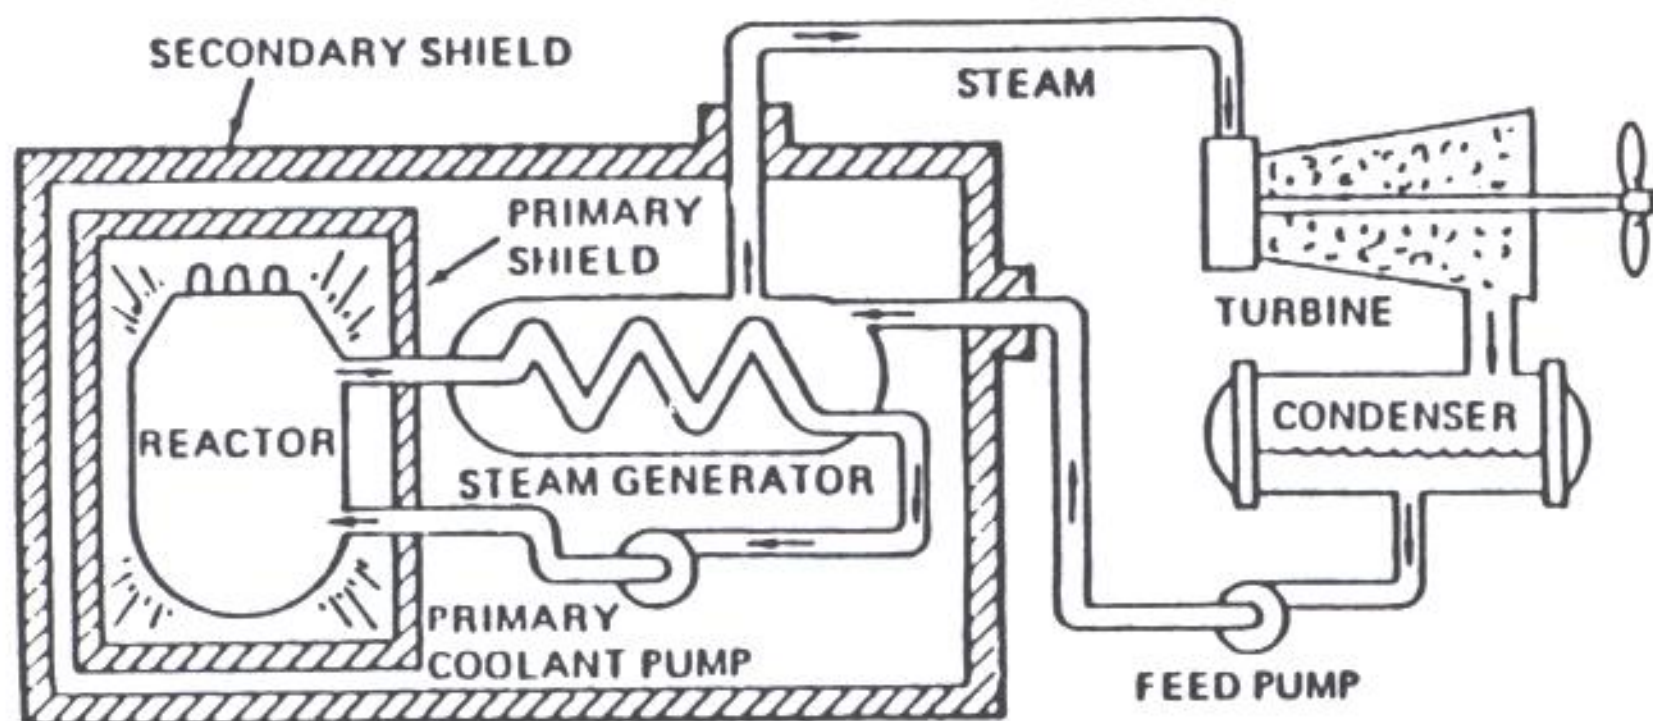 SECONDARY SHIELD
STEAM
PRIMARY
SHIELD
TURBINE
CONDENSER
REACTOR
STEAM GENERATOR
PRIMARY
COOLANT PUMP
FEED PUMP